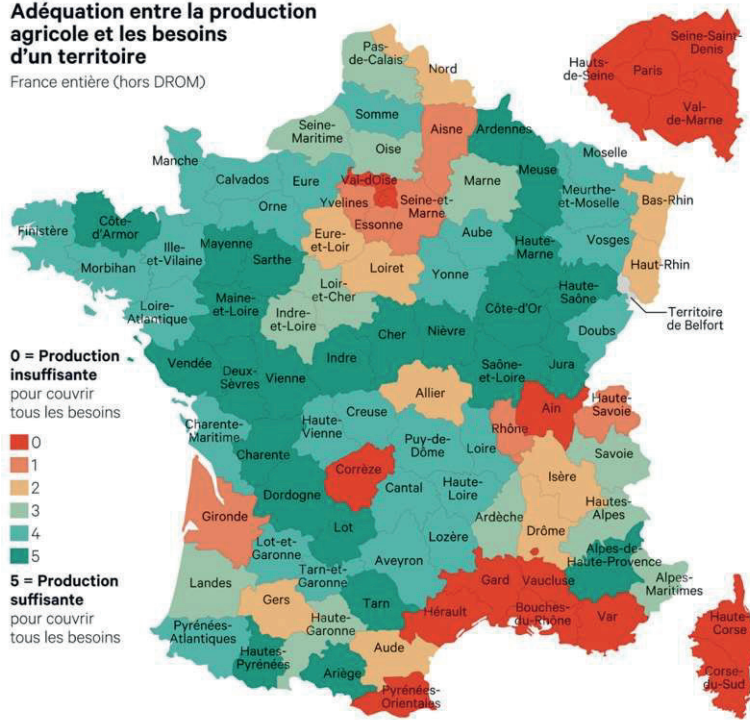 Adéquation entre la production
agricole et les besoins
d'un territoire
France entière (hors DROM)
Pas-
de-Calais
Nord
Somme
Seine-
Maritime
Aisne
Ardennes
Oise
Manche
Calvados
Eure
Orne
Val-d'Oise
Yvelines
Seine-et-
Marne
Essonne
Marne
Meuse
Moselle
Meurthe-
et-Moselle
Bas-Rhin
Vosges
Haut-Rhin
Finistère
Côte-
d'Armor
Morbihan
Ille-
et-Vilaine
Mayenne
Sarthe
Eure-
et-Loir
Loiret
Aube
Yonne
Haute-
Marne
Haute-
Saône
Territoire
de Belfort
Loire-
Atlantique
Maine-
et-Loire
Loir-
et-Cher
Indre-
et-Loire
Cher
Nièvre
Côte-d'Or
Doubs
Vendée
Deux-
Sèvres
Vienne
Indre
Saône-
et-Loire
Jura
Allier
Charente-
Maritime
Haute-
Vienne
Creuse
Puy-de-
Dôme
Loire
Rhône
Ain
Haute-
Savoie
Savoie
Charente
Corrèze
Dordogne
Cantal
Haute-
Loire
Isère
Gironde
Lot
Lozère
Ardèche
Drôme
Hautes-
Alpes
Lot-et-
Garonne
Tarn-et-
Garonne
Aveyron
Gard
Vaucluse
Alpes-de-
Haute-Provence
Alpes-
Maritimes
Landes
Gers
Tarn
Hérault
Bouches-
du-Rhône
Var
Pyrénées-
Atlantiques
Hautes-
Pyrénées
Haute-
Garonne
Ariège
Aude
Pyrénées-
Orientales
Haute-
Corse
Corse-
du-Sud
Hauts-
de-Seine
Paris
Seine-Saint-
Denis
Val-
de-Marne
0 = Production
insuffisante
pour couvrir
tous les besoins
0
1
2
3
4
5
5 = Production
suffisante
pour couvrir
tous les besoins